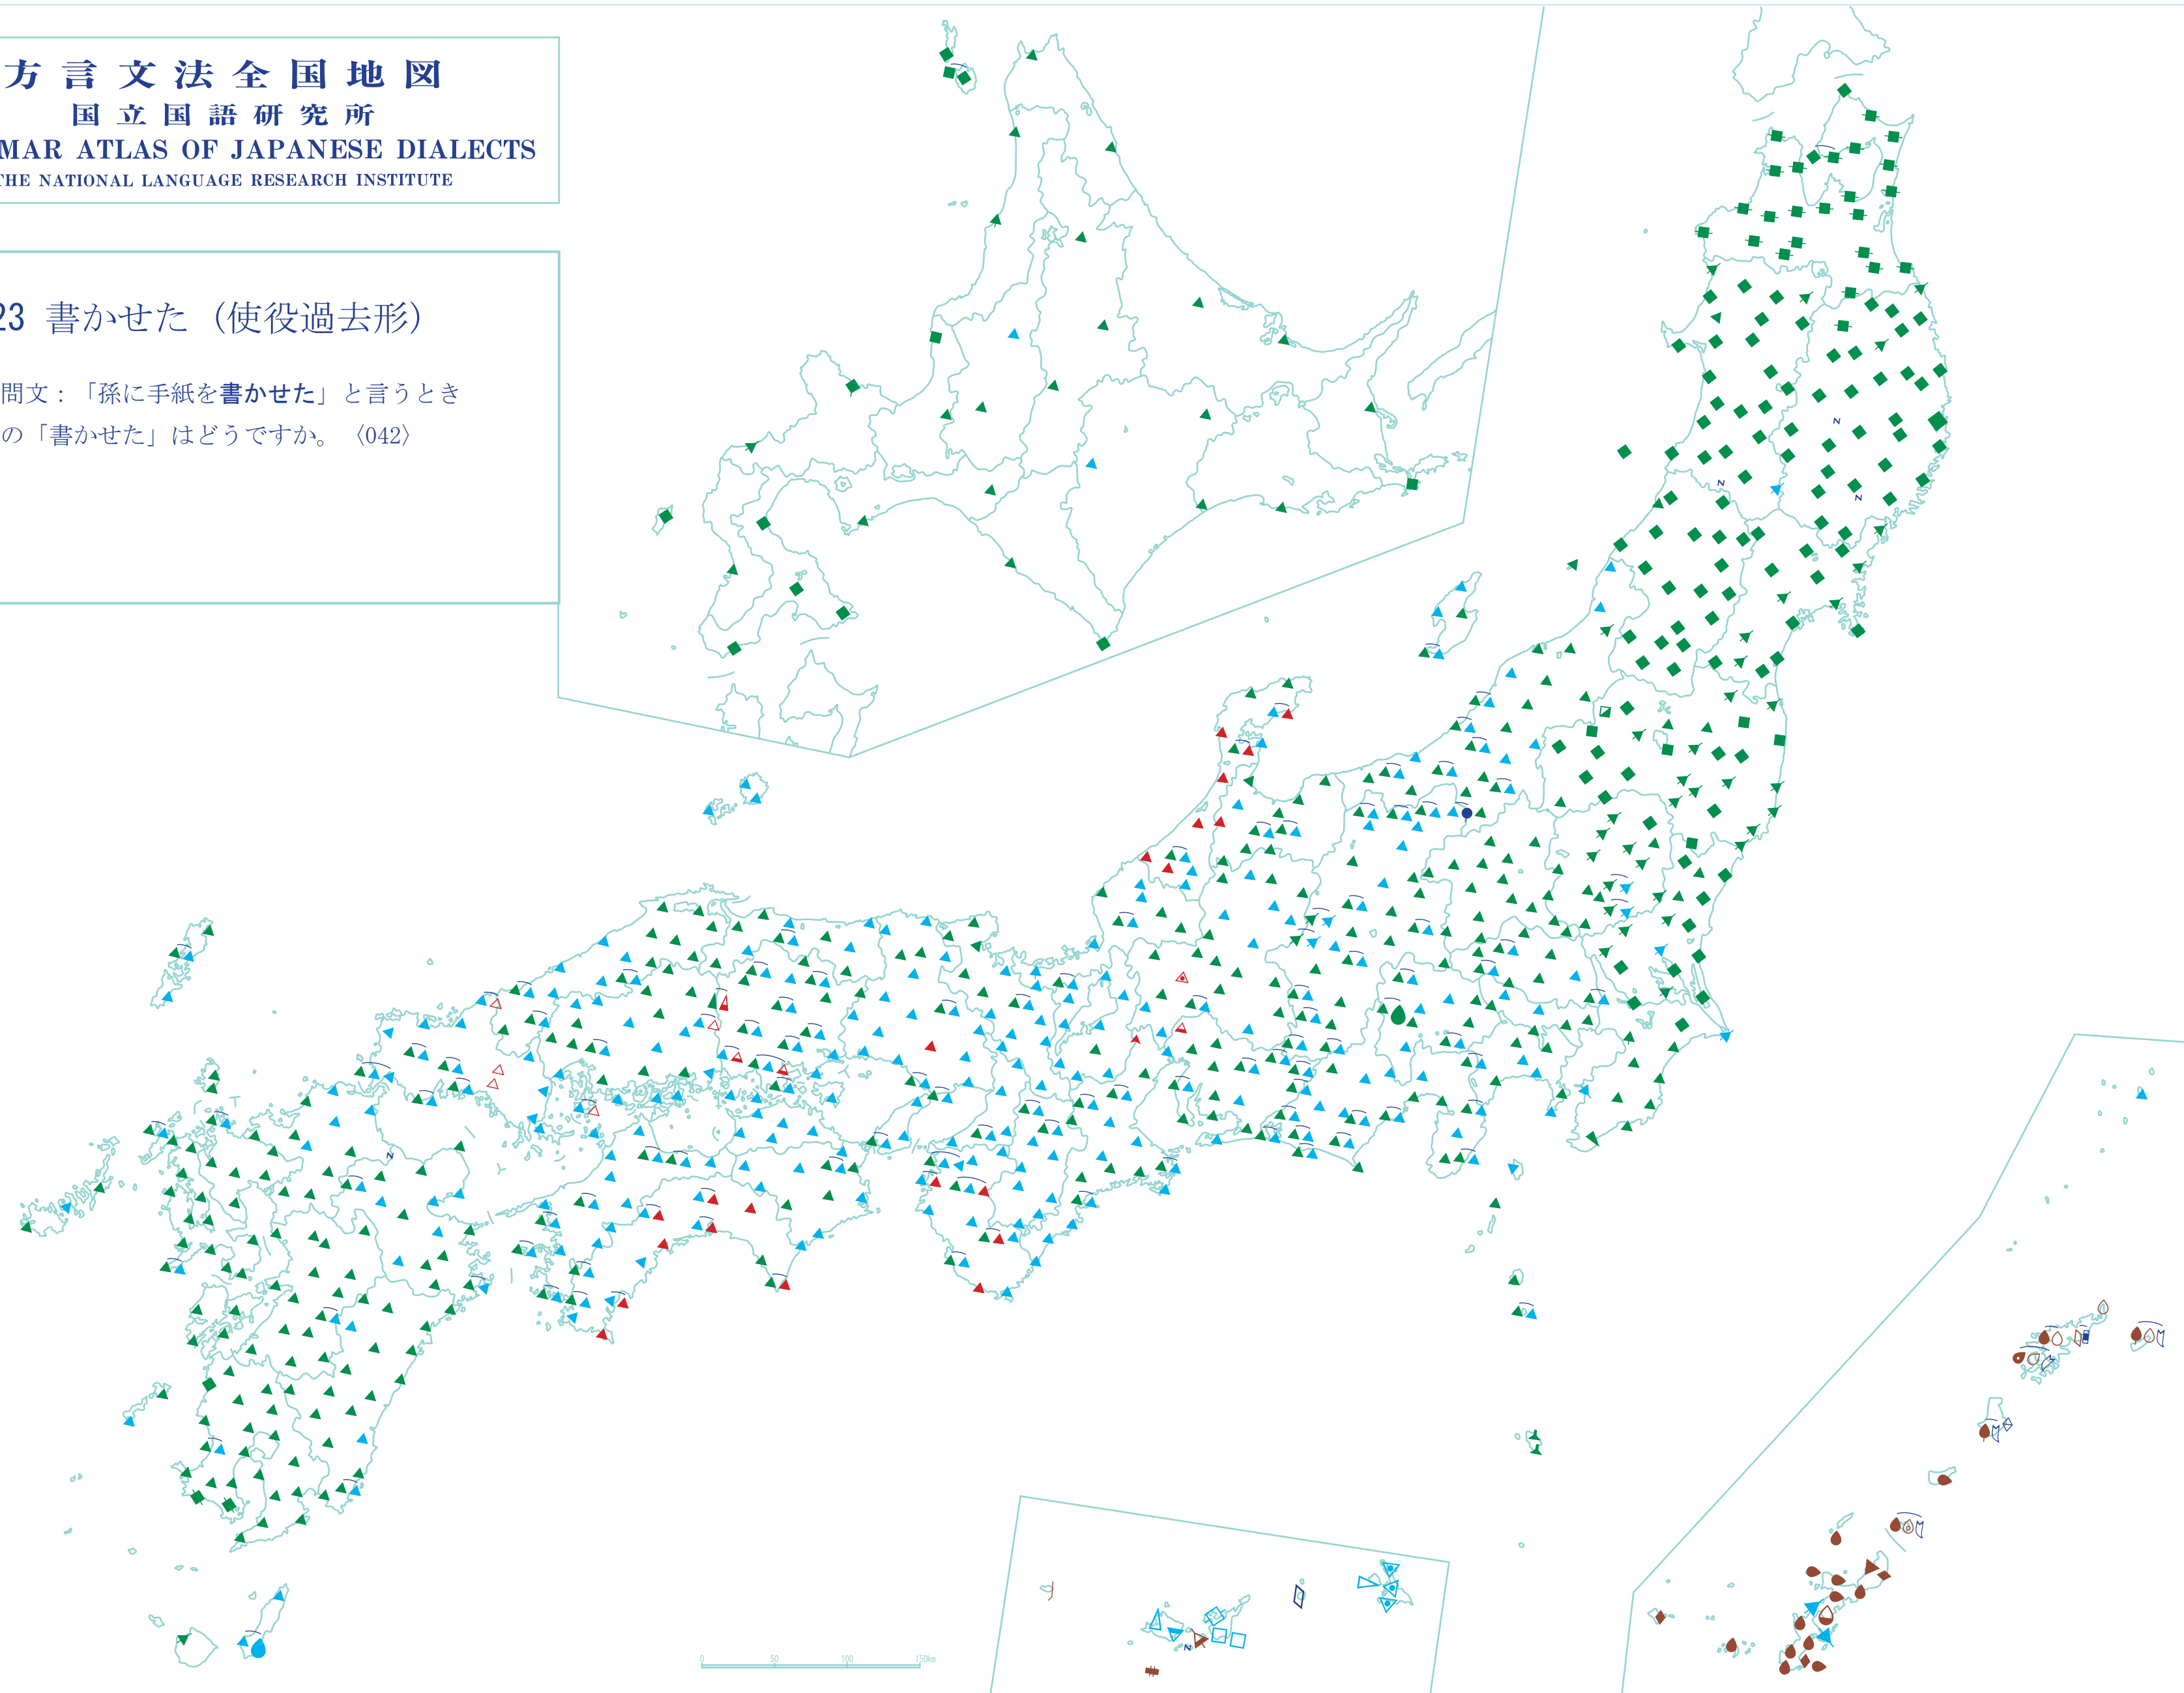 方言文法全国地図
国立国語研究所
MAR ATLAS OF JAPANESE DIALECTS
THE NATIONAL LANGUAGE RESEARCH INSTITUTE
23 書かせた（使役過去形）
問文：「孫に手紙を書かせた」と言うとき
の「書かせた」はどうですか。〈042〉
N
N
N
N
N
0 50 100 150km